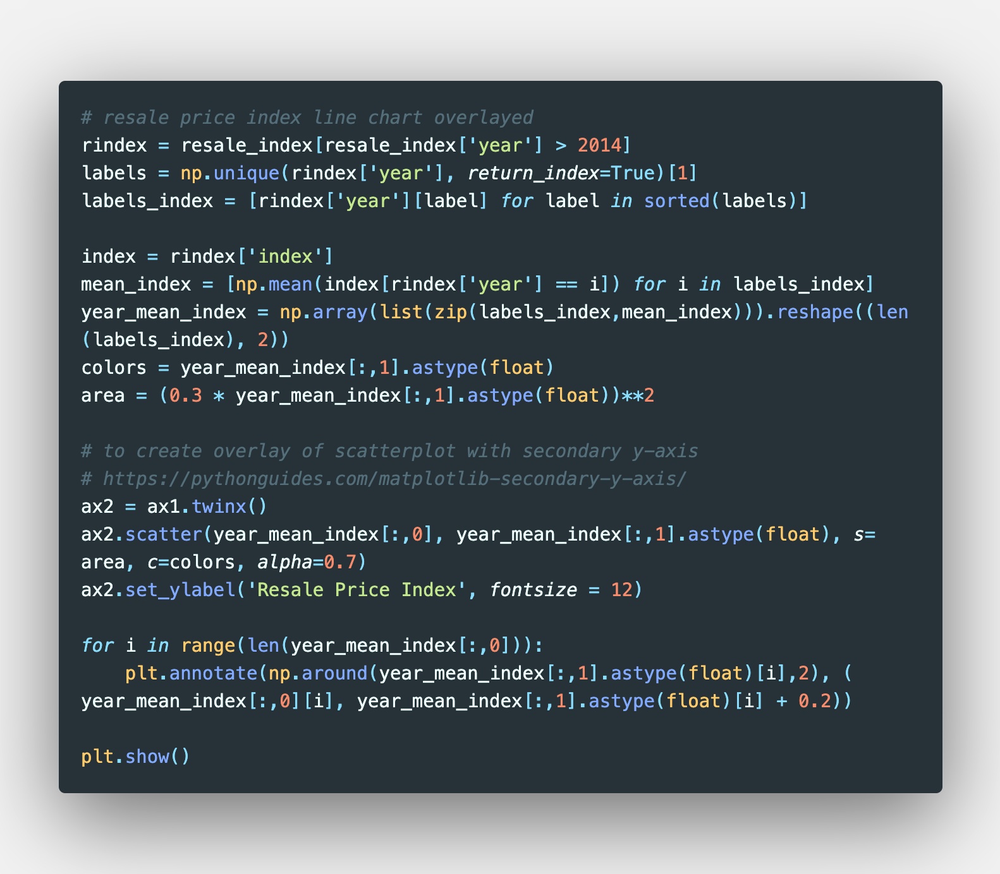 # resale price index line chart overlayed
rindex = resale_index[resale_index['year'] > 2014]
labels = np.unique(rindex['year'], return_index=True)[1]
labels_index = [rindex['year'][label] for label in sorted(labels)]

index = rindex['index']
mean_index = [np.mean(index[rindex['year'] == i]) for i in labels_index]
year_mean_index = np.array(list(zip(labels_index,mean_index))).reshape((len
(labels_index), 2))
colors = year_mean_index[:,1].astype(float)
area = (0.3 * year_mean_index[:,1].astype(float))**2

# to create overlay of scatterplot with secondary y-axis
# https://pythonguides.com/matplotlib-secondary-y-axis/
ax2 = ax1.twinx()
ax2.scatter(year_mean_index[:,0], year_mean_index[:,1].astype(float), s=
area, c=colors, alpha=0.7)
ax2.set_ylabel('Resale Price Index', fontsize = 12)

for i in range(len(year_mean_index[:,0])):
    plt.annotate(np.around(year_mean_index[:,1].astype(float)[i],2), (
year_mean_index[:,0][i], year_mean_index[:,1].astype(float)[i] + 0.2))

plt.show()